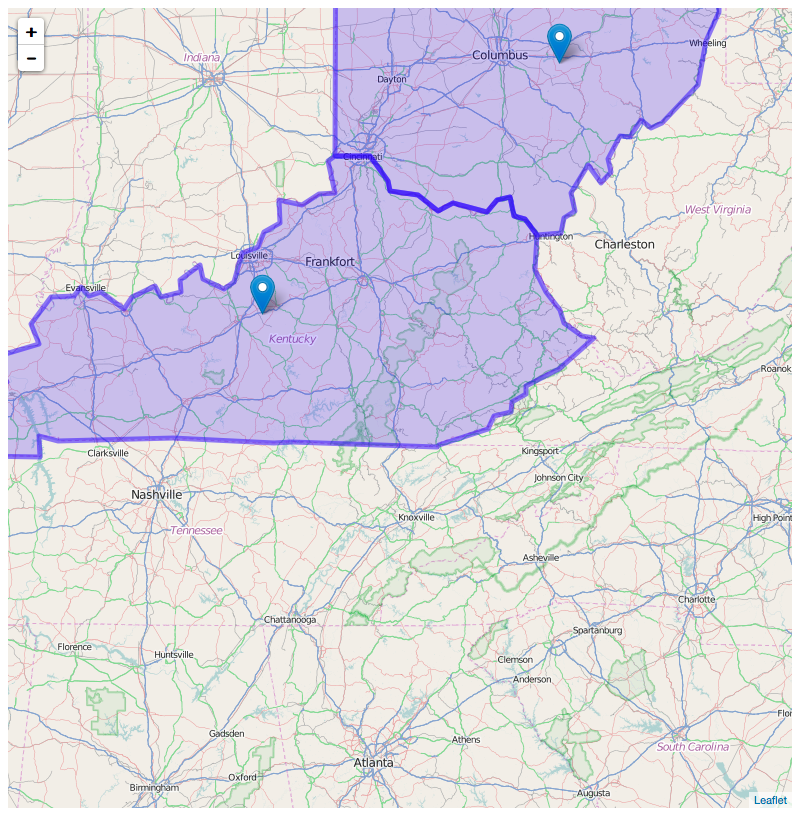 +
Wheeling
Columbus
Indiana
-
Dayton
Cincinnati
West Virginia
Huntington
Charleston
Louisville
Frankfort
Evansville
Kentucky
Roanok
Clarksville
Kingsport
Johnson City
Nashville
Knoxville
High Point
Tennessee
Asheville
Charlotte
Chattanooga
Spartanburg
Florence
Huntsville
Clemson
Anderson
Flor
Gadsden
Athens
South Carolina
Atlanta
Oxford
Birmingham
Augusta
Leaflet